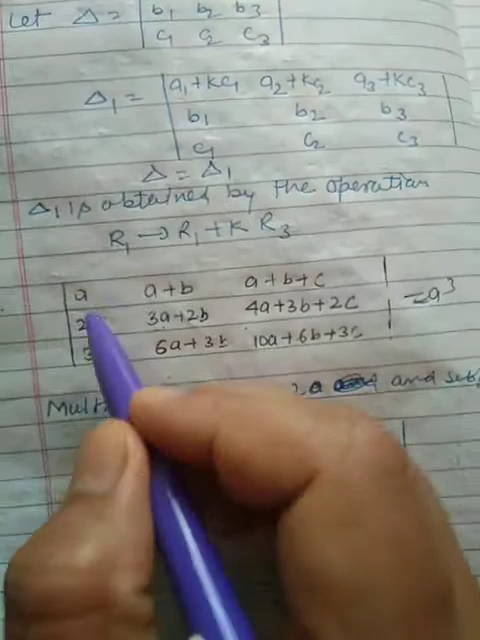 Let Δ = | b₁ b₂ b₃ |
| c₁ c₂ c₃ |
Δ₁ = | a₁+Kc₁ a₂+Kc₂ a₃+Kc₃ |
| b₁ b₂ b₃ |
| c₁ c₂ c₃ |
Δ = Δ₁
Δ₁ is obtained by the operation
R₁ → R₁ + K R₃
| a a+b a+b+c |
| 2 3a+2b 4a+3b+2c | = a³
| 3 6a+3b 10a+6b+3c |
and